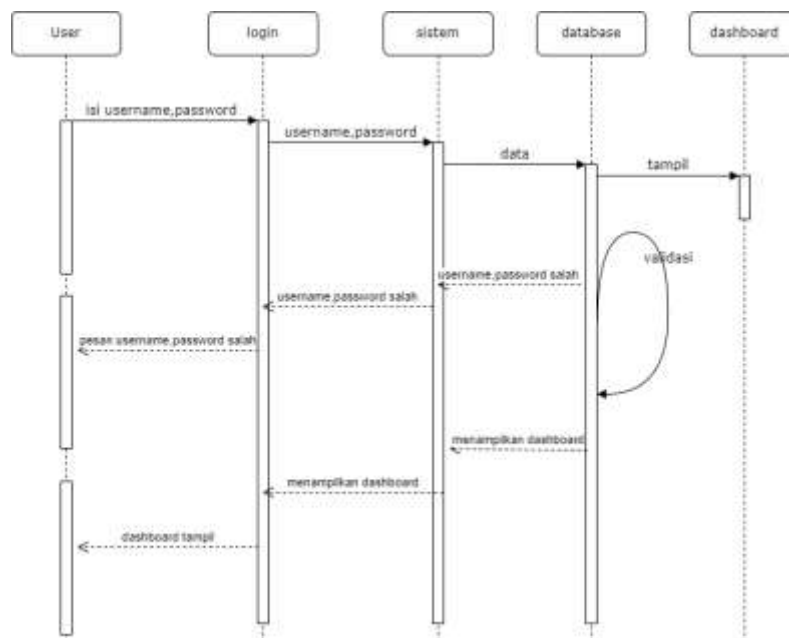 User
login
sistem
database
dashboard
isi username,password
username,password
data
tampil
validasi
username,password salah
username,password salah
pesan username,password salah
menampilkan dashboard
menampilkan dashboard
dashboard tampil